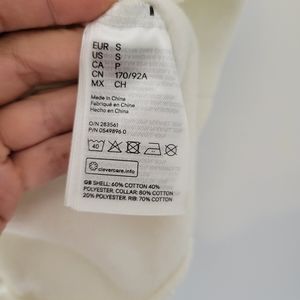 EUR S
US S
CA P
CN 170/92A
MX CH
Made in China
Fabriqué en Chine
Hecho en China
O/N 283561
P/N 0549896-0
40
clevercare.info
GB SHELL: 60% COTTON 40%
POLYESTER. COLLAR: 80% COTTON
20% POLYESTER. RIB: 70% COTTON